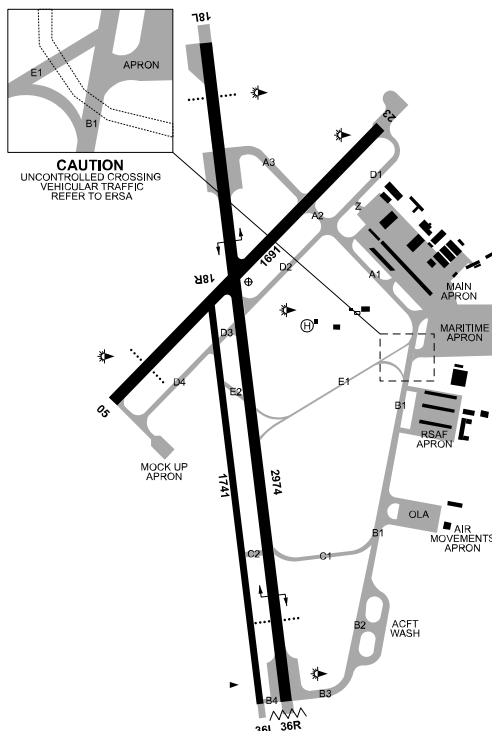 18L
APRON
E1
B1
CAUTION
UNCONTROLLED CROSSING
VEHICULAR TRAFFIC
REFER TO ERSA
23
A3
D1
Z
A2
1691
D2
18R
A1
MAIN
APRON
MARITIME
APRON
H
D3
E1
D4
E2
B1
05
RSAF
APRON
MOCK UP
APRON
1741
2974
OLA
AIR
MOVEMENTS
APRON
B1
C2
C1
ACFT
WASH
B2
B3
B4
36L
36R